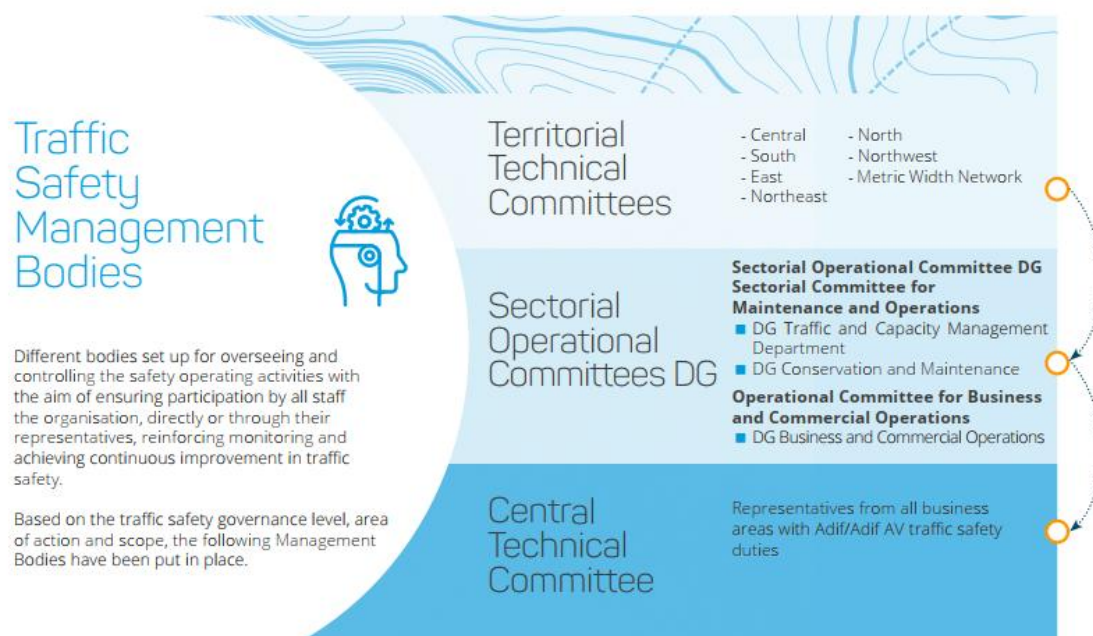 Traffic
Safety
Management
Bodies
Different bodies set up for overseeing and
controlling the safety operating activities with
the aim of ensuring participation by all staff
the organisation, directly or through their
representatives, reinforcing monitoring and
achieving continuous improvement in traffic
safety.
Based on the traffic safety governance level, area
of action and scope, the following Management
Bodies have been put in place.
Territorial
Technical
Committees
- Central
- South
- East
- Northeast
- North
- Northwest
- Metric Width Network
Sectorial
Operational
Committees DG
Sectorial Operational Committee DG
Sectorial Committee for
Maintenance and Operations
■ DG Traffic and Capacity Management
Department
■ DG Conservation and Maintenance
Operational Committee for Business
and Commercial Operations
■ DG Business and Commercial Operations
Central
Technical
Committee
Representatives from all business
areas with Adif/Adif AV traffic safety
duties